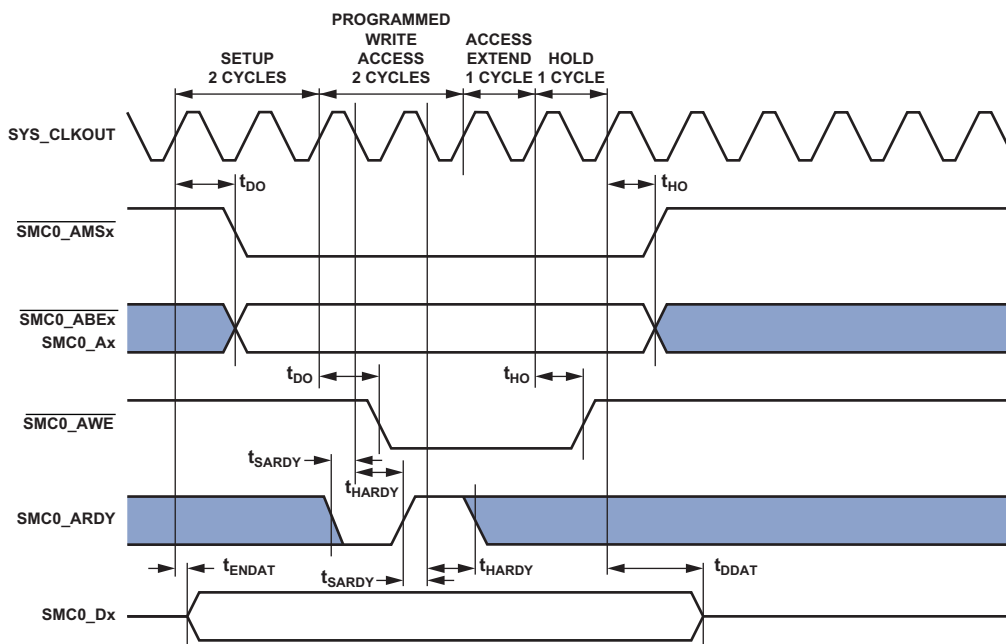 PROGRAMMED
WRITE
ACCESS
2 CYCLES
SETUP
2 CYCLES
ACCESS
EXTEND
1 CYCLE
HOLD
1 CYCLE
SYS_CLKOUT
tDO
tHO
SMC0_AMSx
SMC0_ABEx
SMC0_Ax
tDO
tHO
SMC0_AWE
tSARDY
tHARDY
SMC0_ARDY
tENDAT
tSARDY
tHARDY
tDDAT
SMC0_Dx